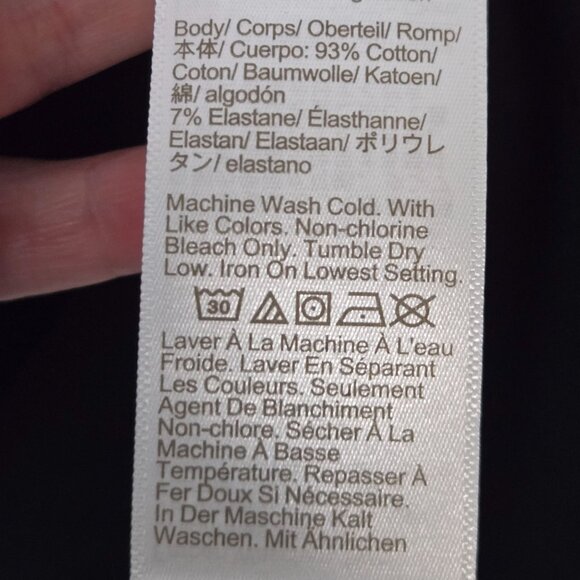 Body/ Corps/ Oberteil/ Romp/
本体/ Cuerpo: 93% Cotton/
Coton/ Baumwolle/ Katoen/
綿/ algodón
7% Elastane/ Élasthanne/
Elastan/ Elastaan/ ポリウレ
タン/ elastano
Machine Wash Cold. With
Like Colors. Non-chlorine
Bleach Only. Tumble Dry
Low. Iron On Lowest Setting.
30
Laver À La Machine À L'eau
Froide. Laver En Séparant
Les Couleurs. Seulement
Agent De Blanchiment
Non-chlore. Sécher À La
Machine À Basse
Température. Repasser À
Fer Doux Si Nécessaire.
In Der Maschine Kalt
Waschen. Mit Ähnlichen